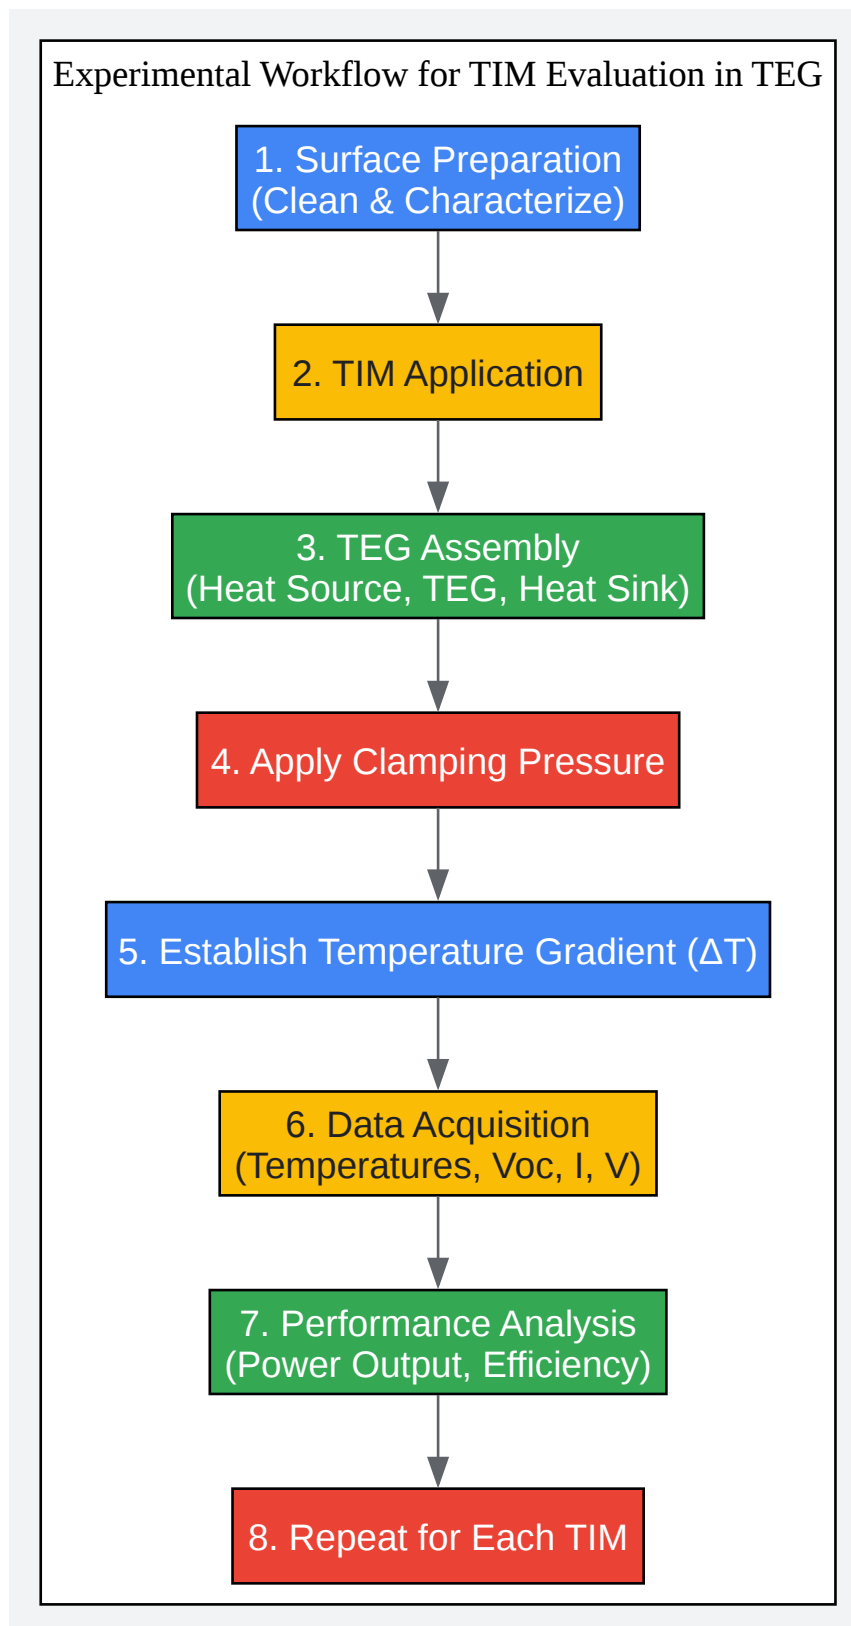 Experimental Workflow for TIM Evaluation in TEG
1. Surface Preparation
(Clean & Characterize)
2. TIM Application
3. TEG Assembly
(Heat Source, TEG, Heat Sink)
4. Apply Clamping Pressure
5. Establish Temperature Gradient (ΔT)
6. Data Acquisition
(Temperatures, Voc, I, V)
7. Performance Analysis
(Power Output, Efficiency)
8. Repeat for Each TIM